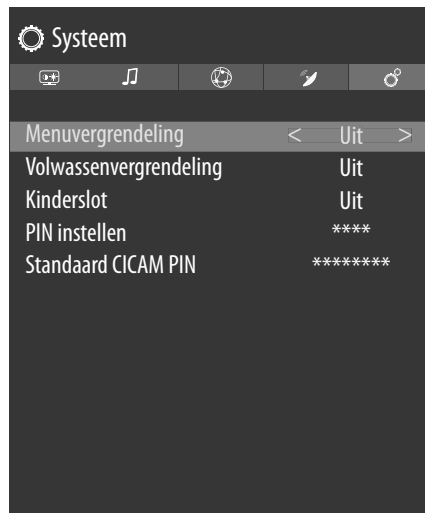 Systeem
Menuvergrendeling < Uit >
Volwassenvergrendeling Uit
Kinderslot Uit
PIN instellen ****
Standaard CICAM PIN ********